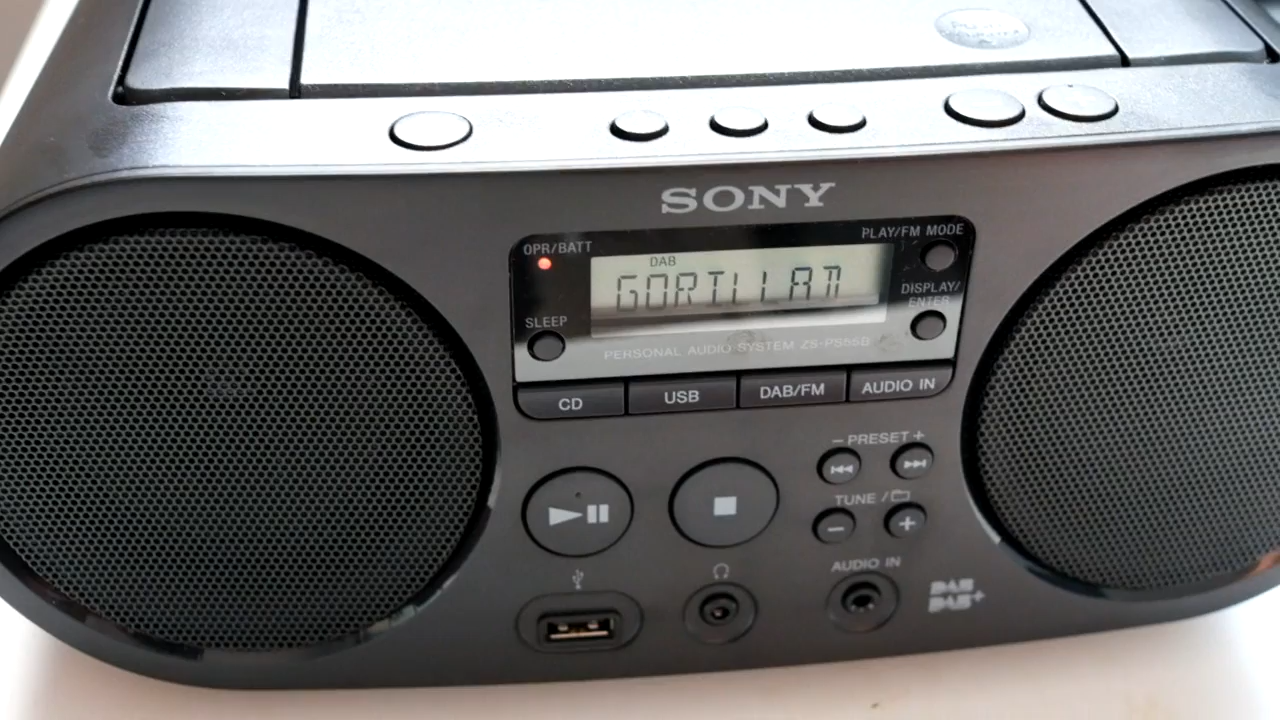 SONY
OPR/BATT
PLAY/FM MODE
DAB
DISPLAY/
ENTER
SLEEP
PERSONAL AUDIO SYSTEM ZS-PS55B
CD
USB
DAB/FM
AUDIO IN
− PRESET +
TUNE /
AUDIO IN
DAB
DAB+